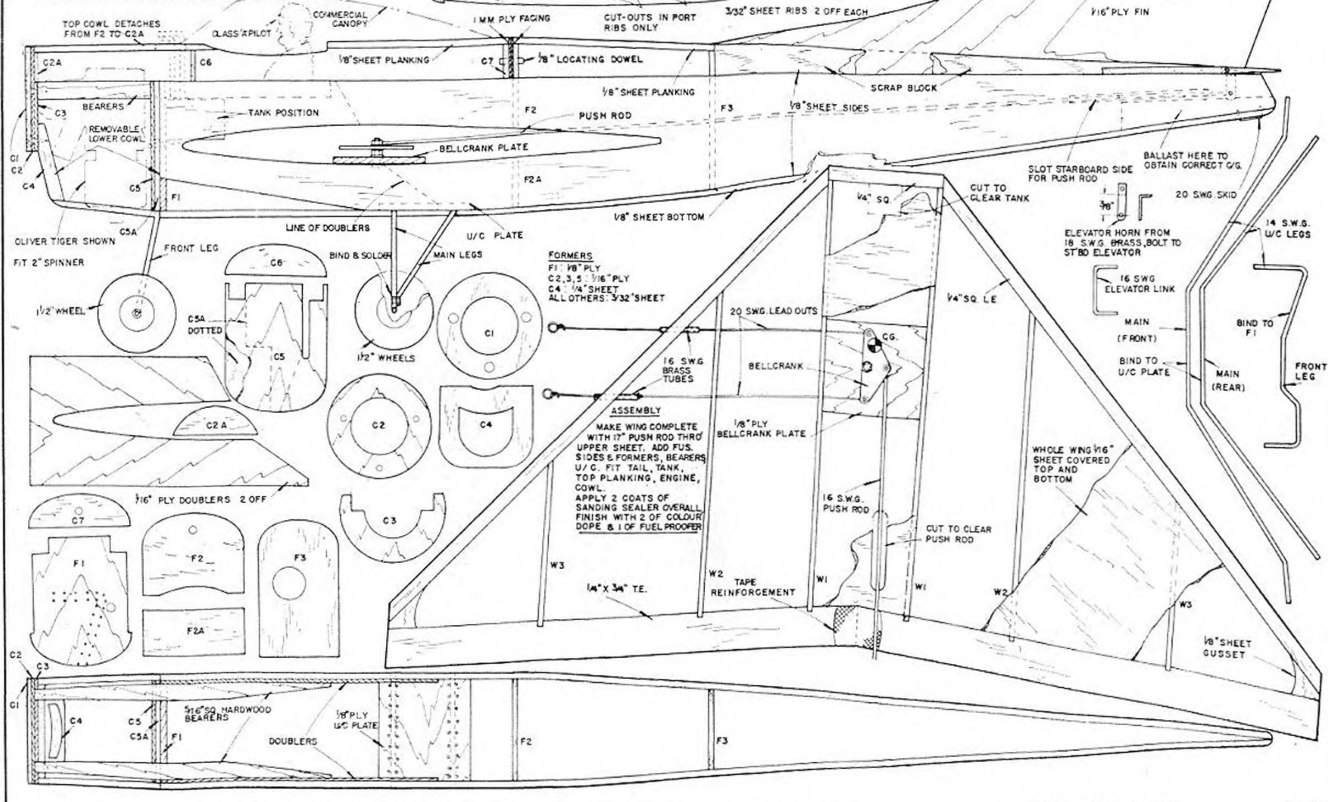 TOP COWL DETACHES
FROM F2 TO C2A
COMMERCIAL
CANOPY
CLASS 'A' PILOT
1 MM PLY FACING
CUT-OUTS IN PORT
RIBS ONLY
3/32" SHEET RIBS 2 OFF EACH
1/16" PLY FIN
C2A
C6
1/8" SHEET PLANKING
C7
1/8" LOCATING DOWEL
SCRAP BLOCK
BEARERS
C3
TANK POSITION
F2
PUSH ROD
1/8" SHEET PLANKING
F3
1/8" SHEET SIDES
REMOVABLE
LOWER COWL
BELLCRANK PLATE
C1
C2
C4
C5
F1
F2A
C5A
SLOT STARBOARD SIDE
FOR PUSH ROD
BALLAST HERE TO
OBTAIN CORRECT C/G.
20 SWG. SKID
OLIVER TIGER SHOWN
FIT 2" SPINNER
FRONT LEG
LINE OF DOUBLERS
U/C PLATE
1/8" SHEET BOTTOM
1/4" SQ.
CUT TO
CLEAR TANK
3/8"
ELEVATOR HORN FROM
18 S.W.G. BRASS, BOLT TO
ST'BD ELEVATOR
14 S.W.G.
U/C LEGS
BIND & SOLDER
MAIN LEGS
1 1/2" WHEEL
1 1/2" WHEELS
FORMERS
F1: 1/8" PLY
C2,3,5: 1/16" PLY
C4: 1/4" SHEET
ALL OTHERS: 3/32" SHEET
C6
C5A
DOTTED
C5
C1
20 SWG. LEAD OUTS
1/4" SQ. L.E.
16 SWG
ELEVATOR LINK
MAIN
(FRONT)
BIND TO
U/C PLATE
MAIN
(REAR)
BIND TO
F1
FRONT
LEG
C.G.
16 S.W.G
BRASS
TUBES
BELLCRANK
1/8" PLY
BELLCRANK PLATE
C2A
C2
C4
ASSEMBLY
MAKE WING COMPLETE
WITH 17" PUSH ROD THRO'
UPPER SHEET. ADD FUS.
SIDES & FORMERS, BEARERS,
U/C. FIT TAIL, TANK,
TOP PLANKING, ENGINE,
COWL.
APPLY 2 COATS OF
SANDING SEALER OVERALL
FINISH WITH 2 OF COLOUR
DOPE & 1 OF FUEL PROOFER
WHOLE WING 1/16"
SHEET COVERED
TOP AND
BOTTOM
1/16" PLY DOUBLERS 2 OFF
16 S.W.G.
PUSH ROD
CUT TO CLEAR
PUSH ROD
C7
C3
F1
F2
F3
F2A
W3
1/4" X 3/4" T.E.
W2
TAPE
REINFORCEMENT
W1
W1
W2
W3
1/8" SHEET
GUSSET
C2
C3
C1
C4
C5
C5A
F1
5/16" SQ. HARDWOOD
BEARERS
DOUBLERS
1/8" PLY
U/C PLATE
F2
F3